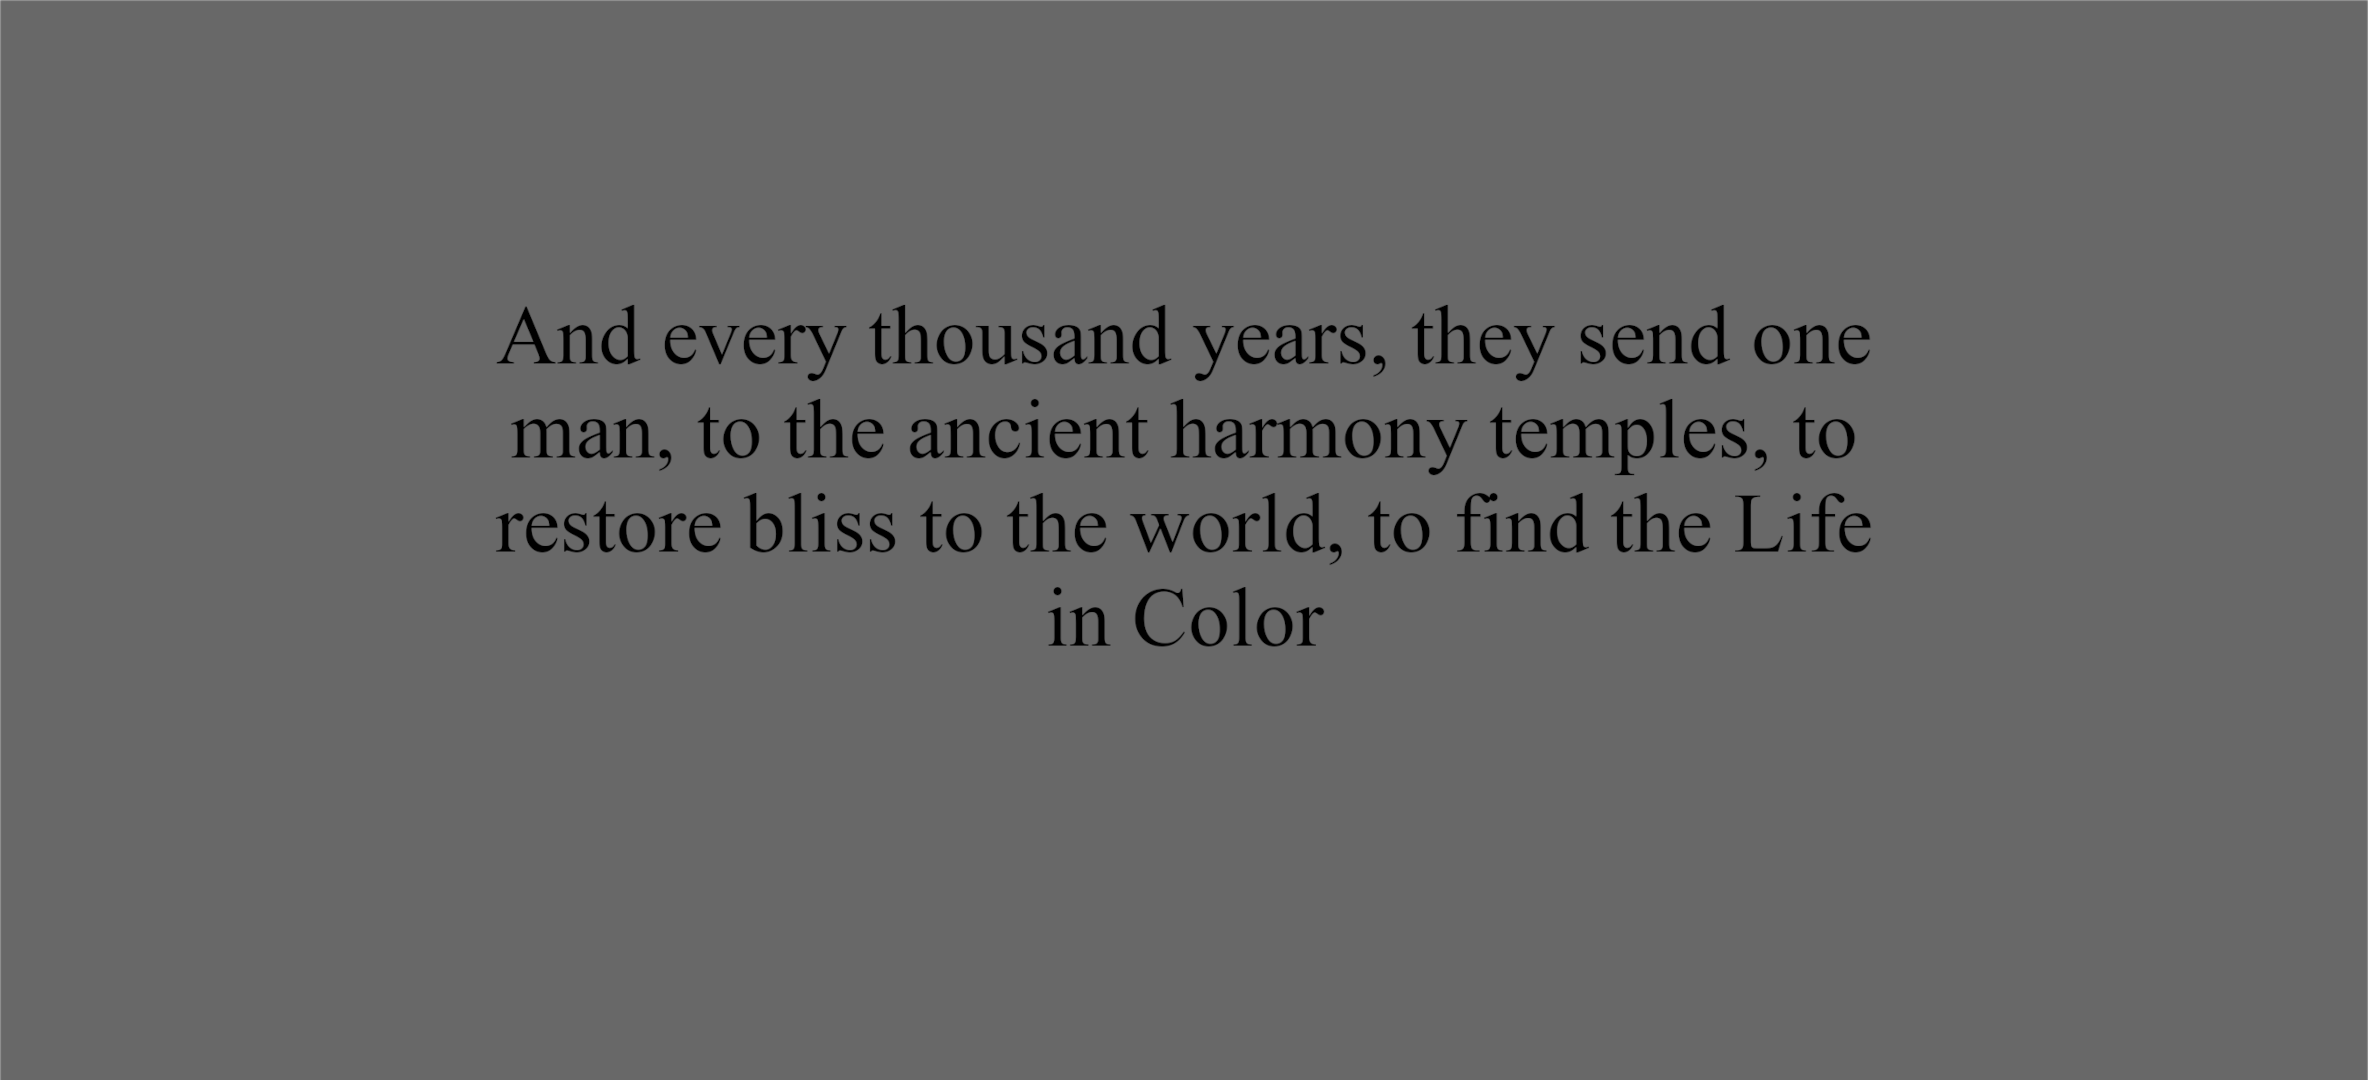 And every thousand years, they send one
man, to the ancient harmony temples, to
restore bliss to the world, to find the Life
in Color